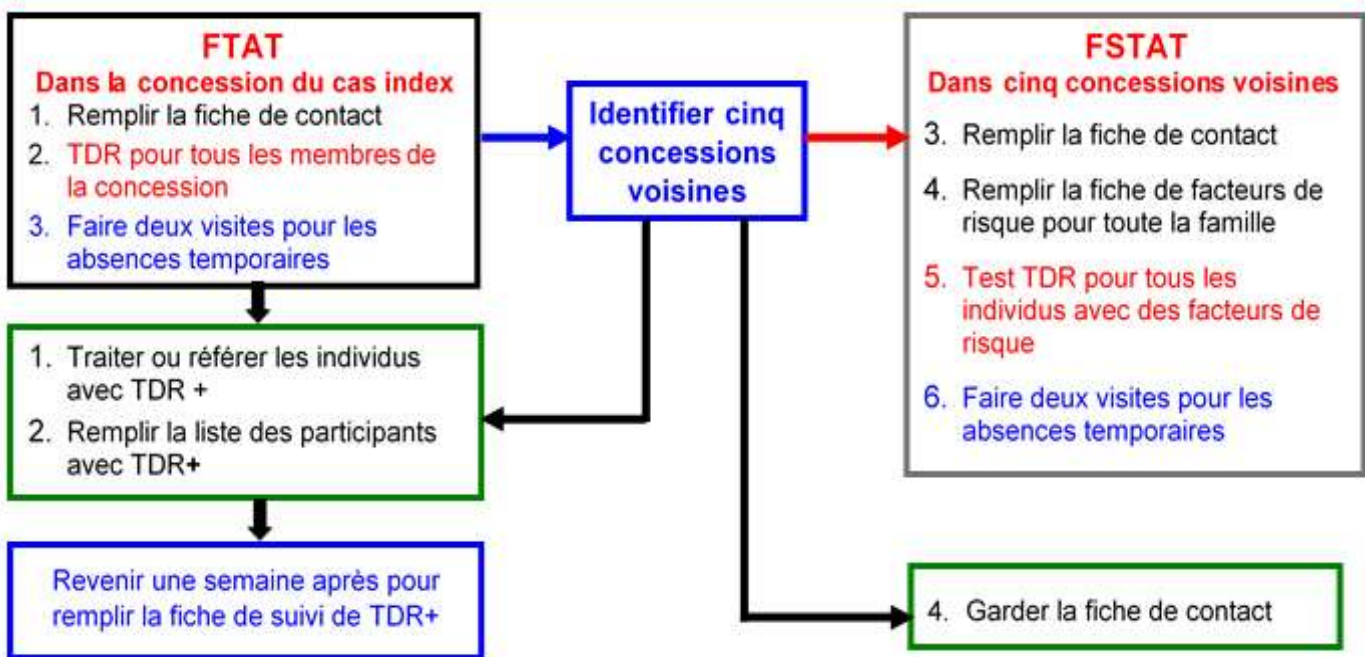 FTAT
Dans la concession du cas index
1. Remplir la fiche de contact
2. TDR pour tous les membres de
la concession
3. Faire deux visites pour les
absences temporaires
Identifier cinq
concessions
voisines
FSTAT
Dans cinq concessions voisines
3. Remplir la fiche de contact
4. Remplir la fiche de facteurs de
risque pour toute la famille
5. Test TDR pour tous les
individus avec des facteurs de
risque
6. Faire deux visites pour les
absences temporaires
1. Traiter ou référer les individus
avec TDR +
2. Remplir la liste des participants
avec TDR+
Revenir une semaine après pour
remplir la fiche de suivi de TDR+
4. Garder la fiche de contact